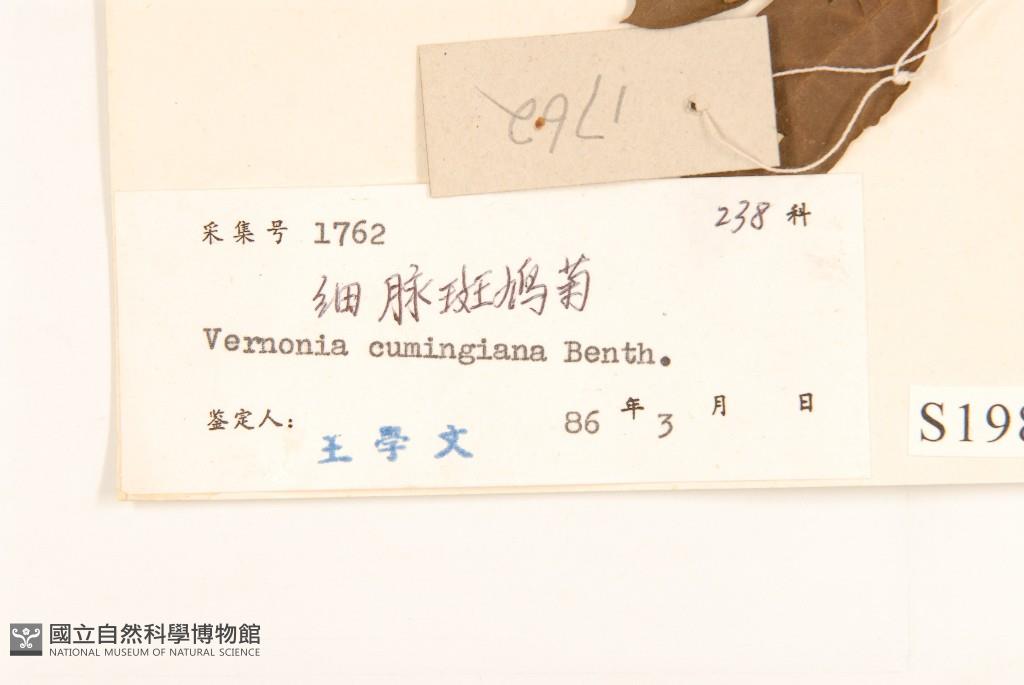 1762
采集号 1762 238 科
细脉斑鸠菊
Vernonia cumingiana Benth.
鉴定人: 王學文 86 年 3 月 日
S198
國立自然科學博物館
NATIONAL MUSEUM OF NATURAL SCIENCE